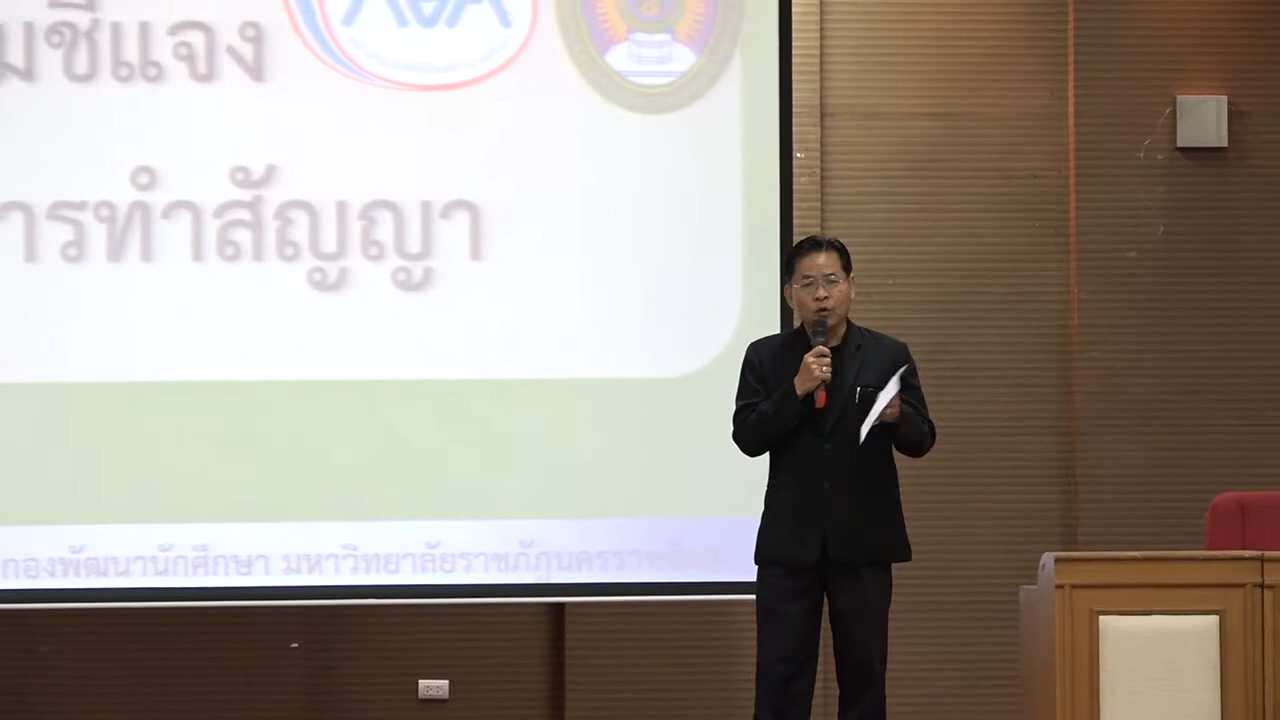 มชี้แจง
ารทำสัญญา
กองพัฒนานักศึกษา มหาวิทยาลัยราชภัฏนครราชสีมา